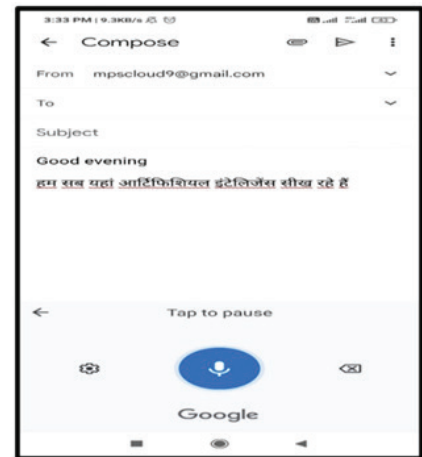 3:33 PM | 9.3KB/s
← Compose
From mpscloud9@gmail.com
To
Subject
Good evening
हम सब यहां आर्टिफिशियल इंटेलिजेंस सीख रहे हैं
Tap to pause
Google